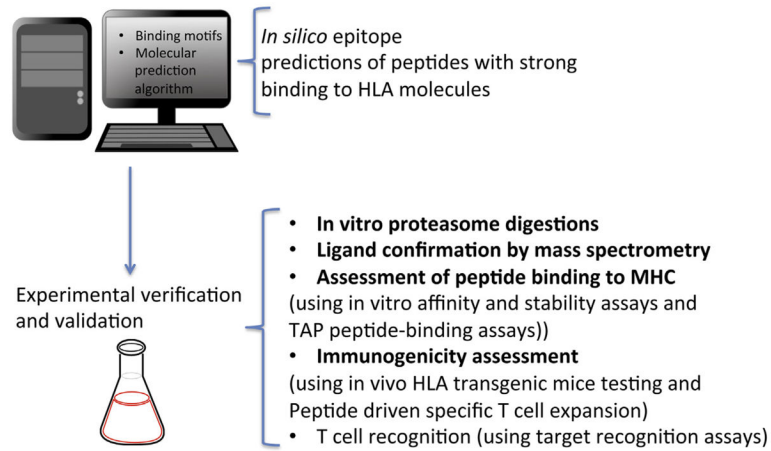 • Binding motifs
• Molecular
prediction
algorithm
In silico epitope
predictions of peptides with strong
binding to HLA molecules
Experimental verification
and validation
• In vitro proteasome digestions
• Ligand confirmation by mass spectrometry
• Assessment of peptide binding to MHC
(using in vitro affinity and stability assays and
TAP peptide-binding assays))
• Immunogenicity assessment
(using in vivo HLA transgenic mice testing and
Peptide driven specific T cell expansion)
• T cell recognition (using target recognition assays)